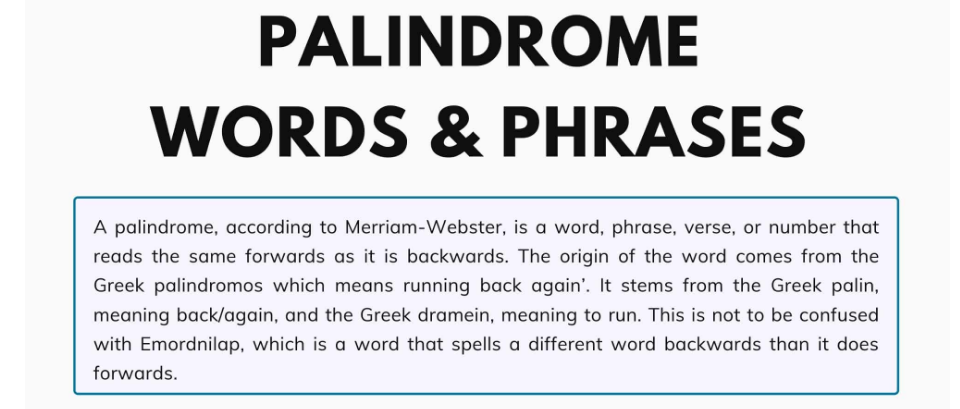 PALINDROME
WORDS & PHRASES
A palindrome, according to Merriam-Webster, is a word, phrase, verse, or number that
reads the same forwards as it is backwards. The origin of the word comes from the
Greek palindromos which means running back again’. It stems from the Greek palin,
meaning back/again, and the Greek dramein, meaning to run. This is not to be confused
with Emordnilap, which is a word that spells a different word backwards than it does
forwards.